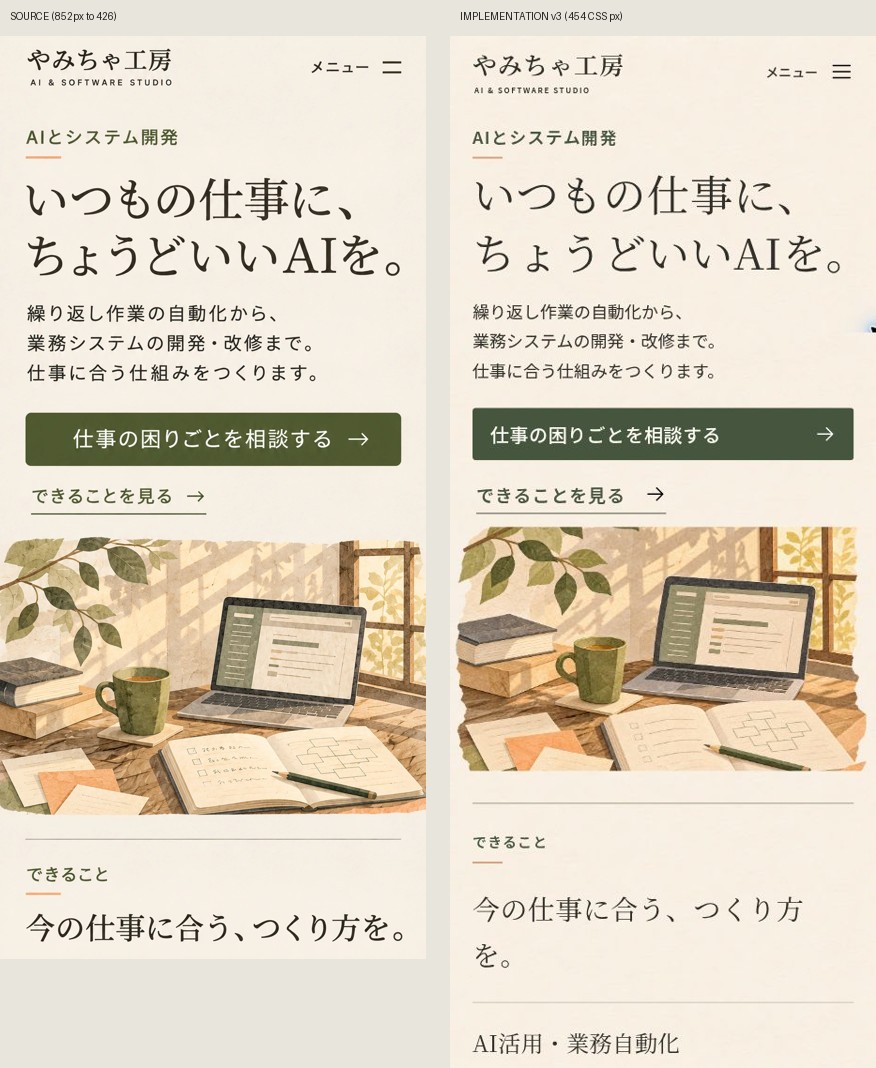 SOURCE (852px to 426)
やみちゃ工房
AI & SOFTWARE STUDIO
メニュー
AIとシステム開発
いつもの仕事に、
ちょうどいいAIを。
繰り返し作業の自動化から、
業務システムの開発・改修まで。
仕事に合う仕組みをつくります。
仕事の困りごとを相談する →
できることを見る →
できること
今の仕事に合う、つくり方を。
IMPLEMENTATION v3 (454 CSS px)
やみちゃ工房
AI & SOFTWARE STUDIO
メニュー
AIとシステム開発
いつもの仕事に、
ちょうどいいAIを。
繰り返し作業の自動化から、
業務システムの開発・改修まで。
仕事に合う仕組みをつくります。
仕事の困りごとを相談する →
できることを見る →
できること
今の仕事に合う、つくり方
を。
AI活用・業務自動化